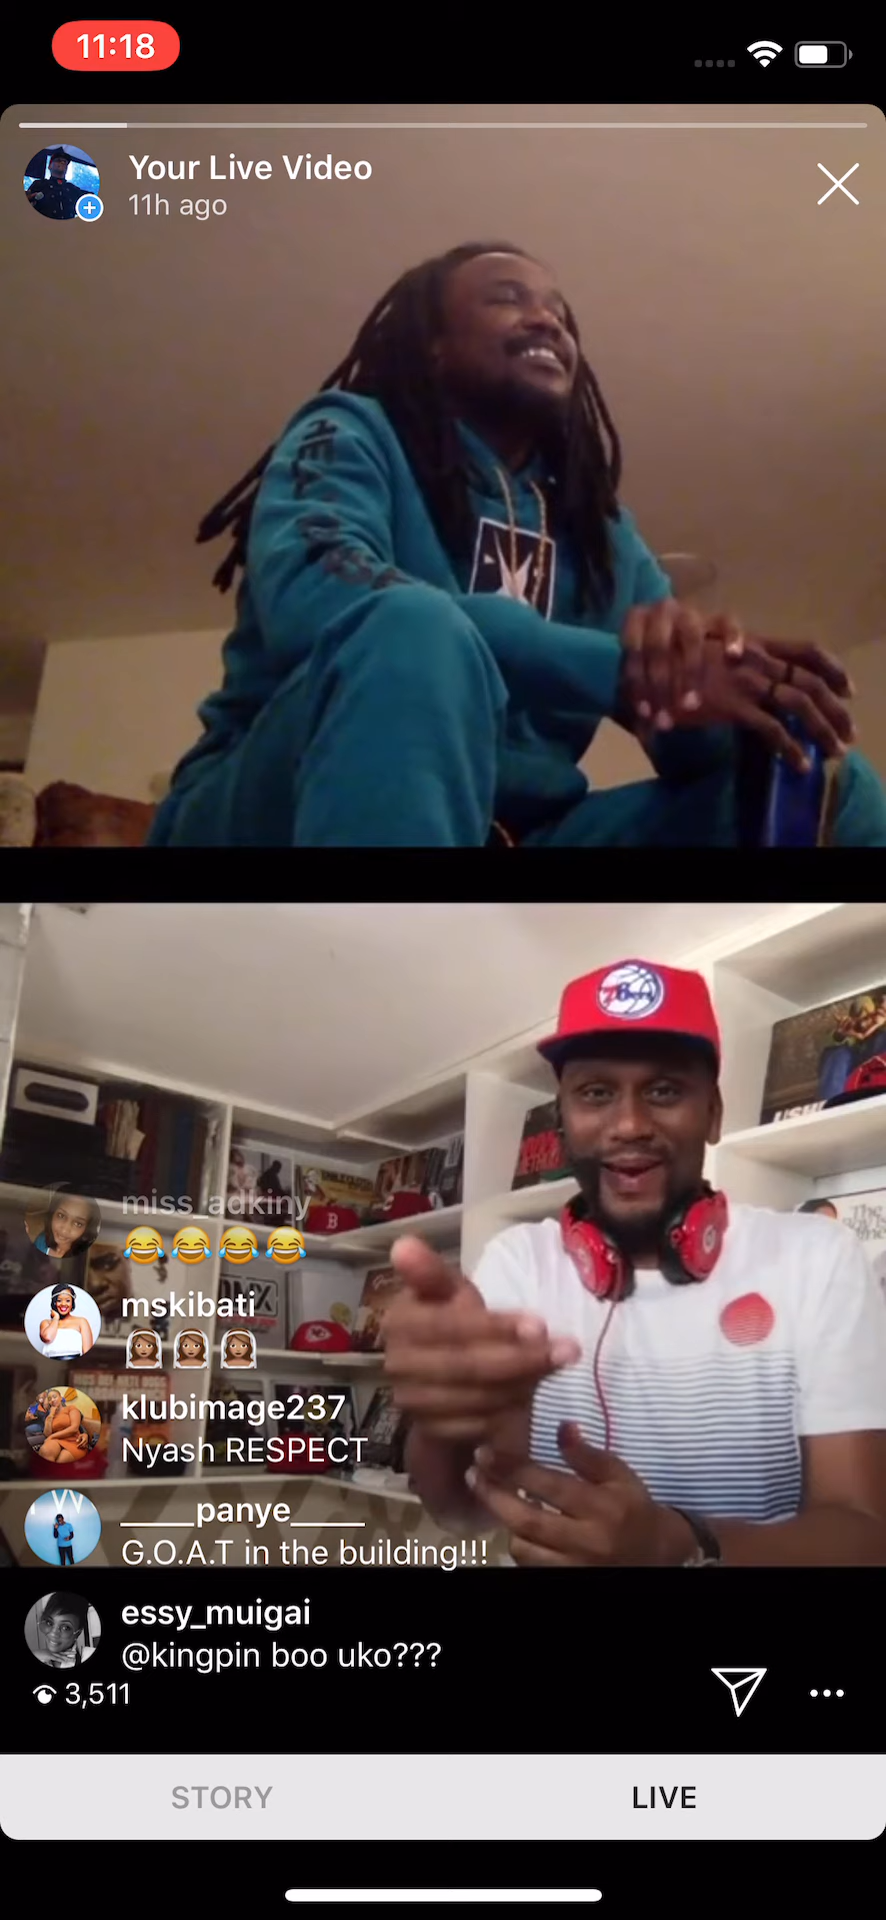 11:18
Your Live Video
11h ago
76ers
B
miss_adkiny
😂😂😂😂
mskibati
👰🏽👰🏽👰🏽
klubimage237
Nyash RESPECT
____panye____
G.O.A.T in the building!!!
essy_muigai
@kingpin boo uko???
3,511
STORY
LIVE